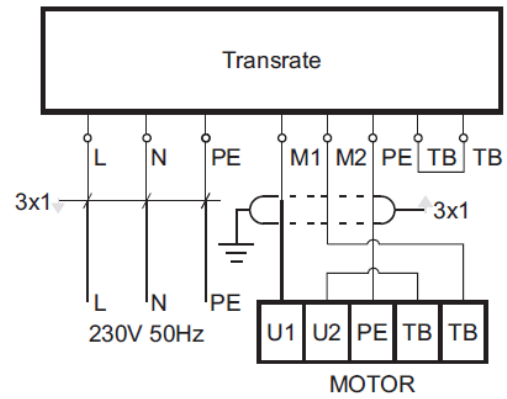 Transrate
L N PE M1 M2 PE TB TB
3x1 3x1
L N PE
230V 50Hz
U1 U2 PE TB TB
MOTOR